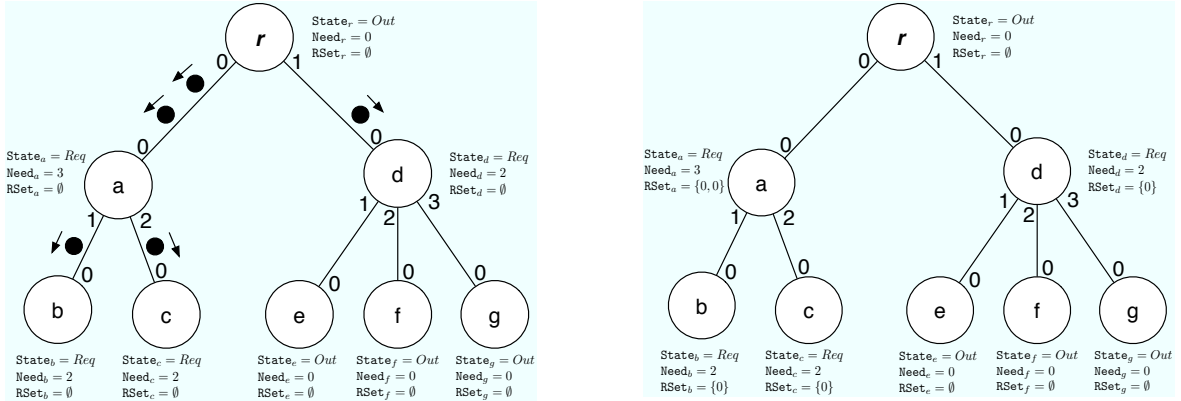 r
State_r = Out
Need_r = 0
RSet_r = ∅
0 1
0
0
State_a = Req
Need_a = 3
RSet_a = ∅
a
d
State_d = Req
Need_d = 2
RSet_d = ∅
1 2
1 2 3
0 0 0 0 0
b c e f g
State_b = Req
Need_b = 2
RSet_b = ∅
State_c = Req
Need_c = 2
RSet_c = ∅
State_e = Out
Need_e = 0
RSet_e = ∅
State_f = Out
Need_f = 0
RSet_f = ∅
State_g = Out
Need_g = 0
RSet_g = ∅
r
State_r = Out
Need_r = 0
RSet_r = ∅
0 1
0
0
State_a = Req
Need_a = 3
RSet_a = {0, 0}
a
d
State_d = Req
Need_d = 2
RSet_d = {0}
1 2
1 2 3
0 0 0 0 0
b c e f g
State_b = Req
Need_b = 2
RSet_b = {0}
State_c = Req
Need_c = 2
RSet_c = {0}
State_e = Out
Need_e = 0
RSet_e = ∅
State_f = Out
Need_f = 0
RSet_f = ∅
State_g = Out
Need_g = 0
RSet_g = ∅